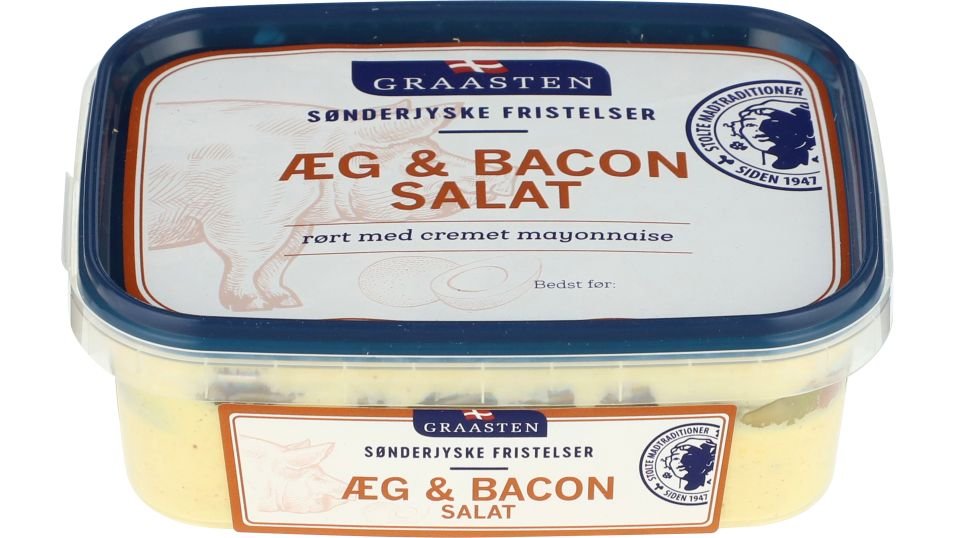 GRAASTEN
SØNDERJYSKE FRISTELSER
ÆG & BACON
SALAT
rørt med cremet mayonnaise
Bedst før:
STOLTE MADTRADITIONER
SIDEN 1947
GRAASTEN
SØNDERJYSKE FRISTELSER
ÆG & BACON
SALAT
STOLTE MADTRADITIONER
SIDEN 1947